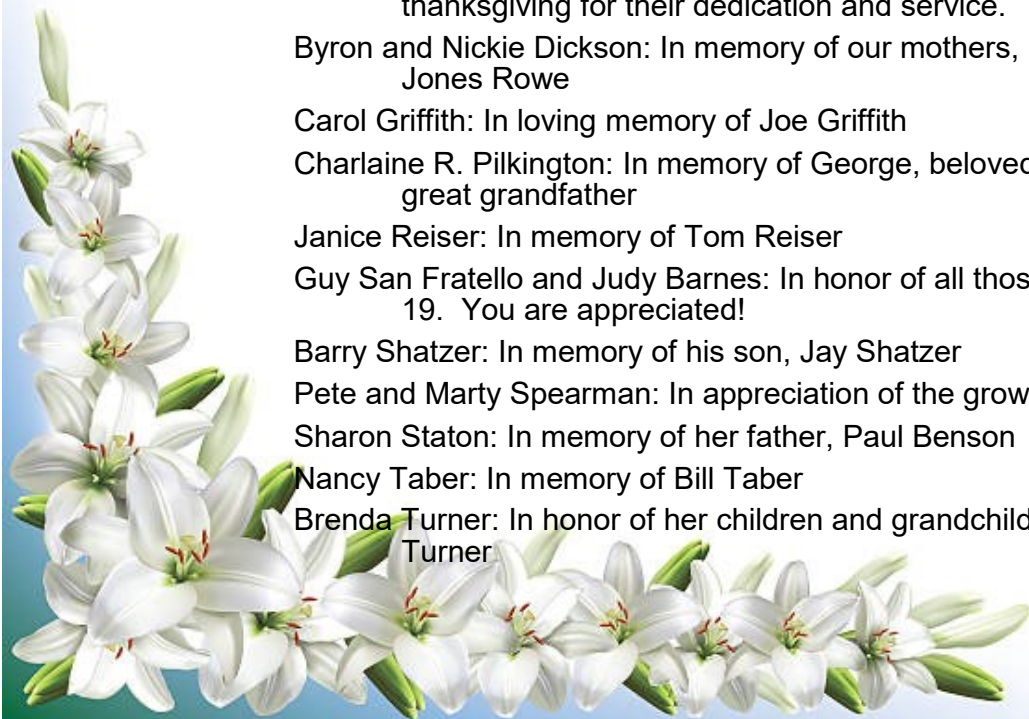 thanksgiving for their dedication and service.
Byron and Nickie Dickson: In memory of our mothers,
Jones Rowe
Carol Griffith: In loving memory of Joe Griffith
Charlaine R. Pilkington: In memory of George, beloved
great grandfather
Janice Reiser: In memory of Tom Reiser
Guy San Fratello and Judy Barnes: In honor of all
19.  You are appreciated!
Barry Shatzer: In memory of his son, Jay Shatzer
Pete and Marty Spearman: In appreciation of the
Sharon Staton: In memory of her father, Paul Benson
Nancy Taber: In memory of Bill Taber
Brenda Turner: In honor of her children and
Turner